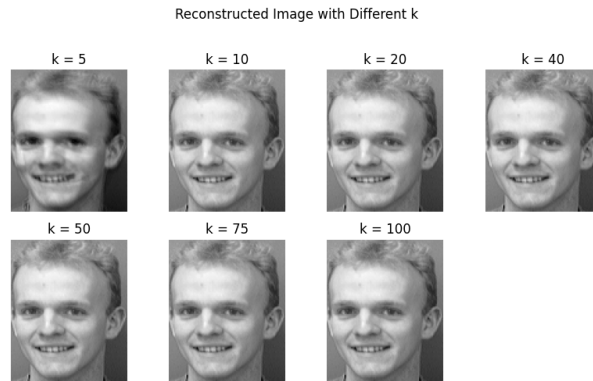 Reconstructed Image with Different k
k = 5 k = 10 k = 20 k = 40
k = 50 k = 75 k = 100